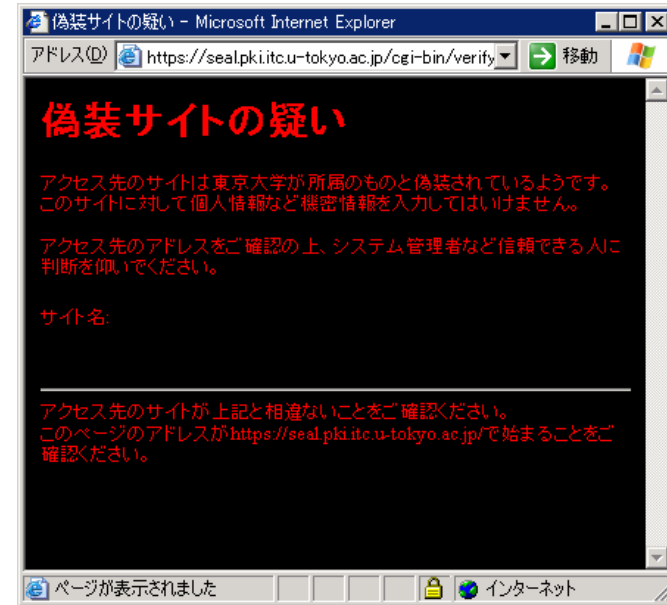 偽装サイトの疑い - Microsoft Internet Explorer
アドレス(D) https://seal.pki.itc.u-tokyo.ac.jp/cgi-bin/verify 移動
偽装サイトの疑い
アクセス先のサイトは東京大学が所属のものと偽装されているようです。
このサイトに対して個人情報など機密情報を入力してはいけません。
アクセス先のアドレスをご確認の上、システム管理者など信頼できる人に
判断を仰いでください。
サイト名:
アクセス先のサイトが上記と相違ないことをご確認ください。
このページのアドレスがhttps://seal.pki.itc.u-tokyo.ac.jp/で始まることをご
確認ください。
ページが表示されました インターネット